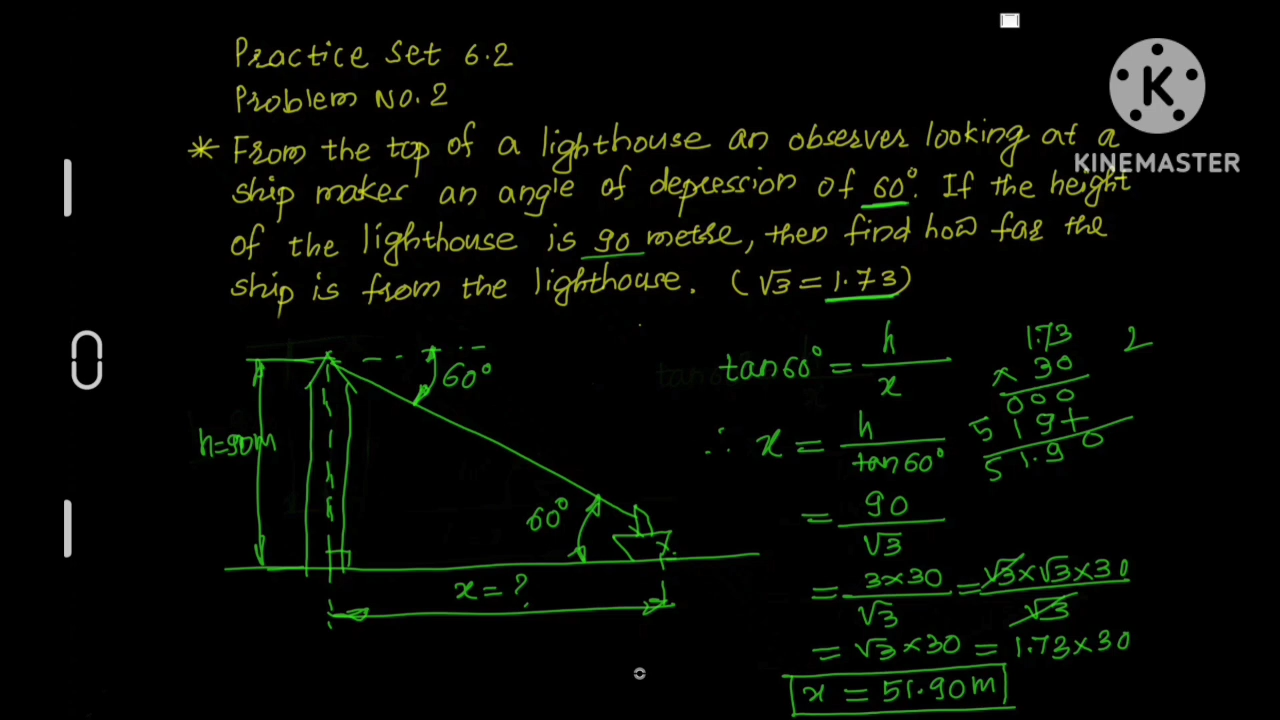 Practice Set 6.2
Problem No. 2
* From the top of a lighthouse an observer looking at a
ship makes an angle of depression of 60°. If the height
of the lighthouse is 90 metre, then find how far the
ship is from the lighthouse. (√3 = 1.73)
KINEMASTER
60°
h=90m
60°
x = ?
tan60° = h/x
∴ x = h/tan60°
= 90/√3
= 3×30/√3 = √3×√3×30/√3
= √3×30 = 1.73×30
x = 51.90m
1.73
× 30
000
519+
51.90
2